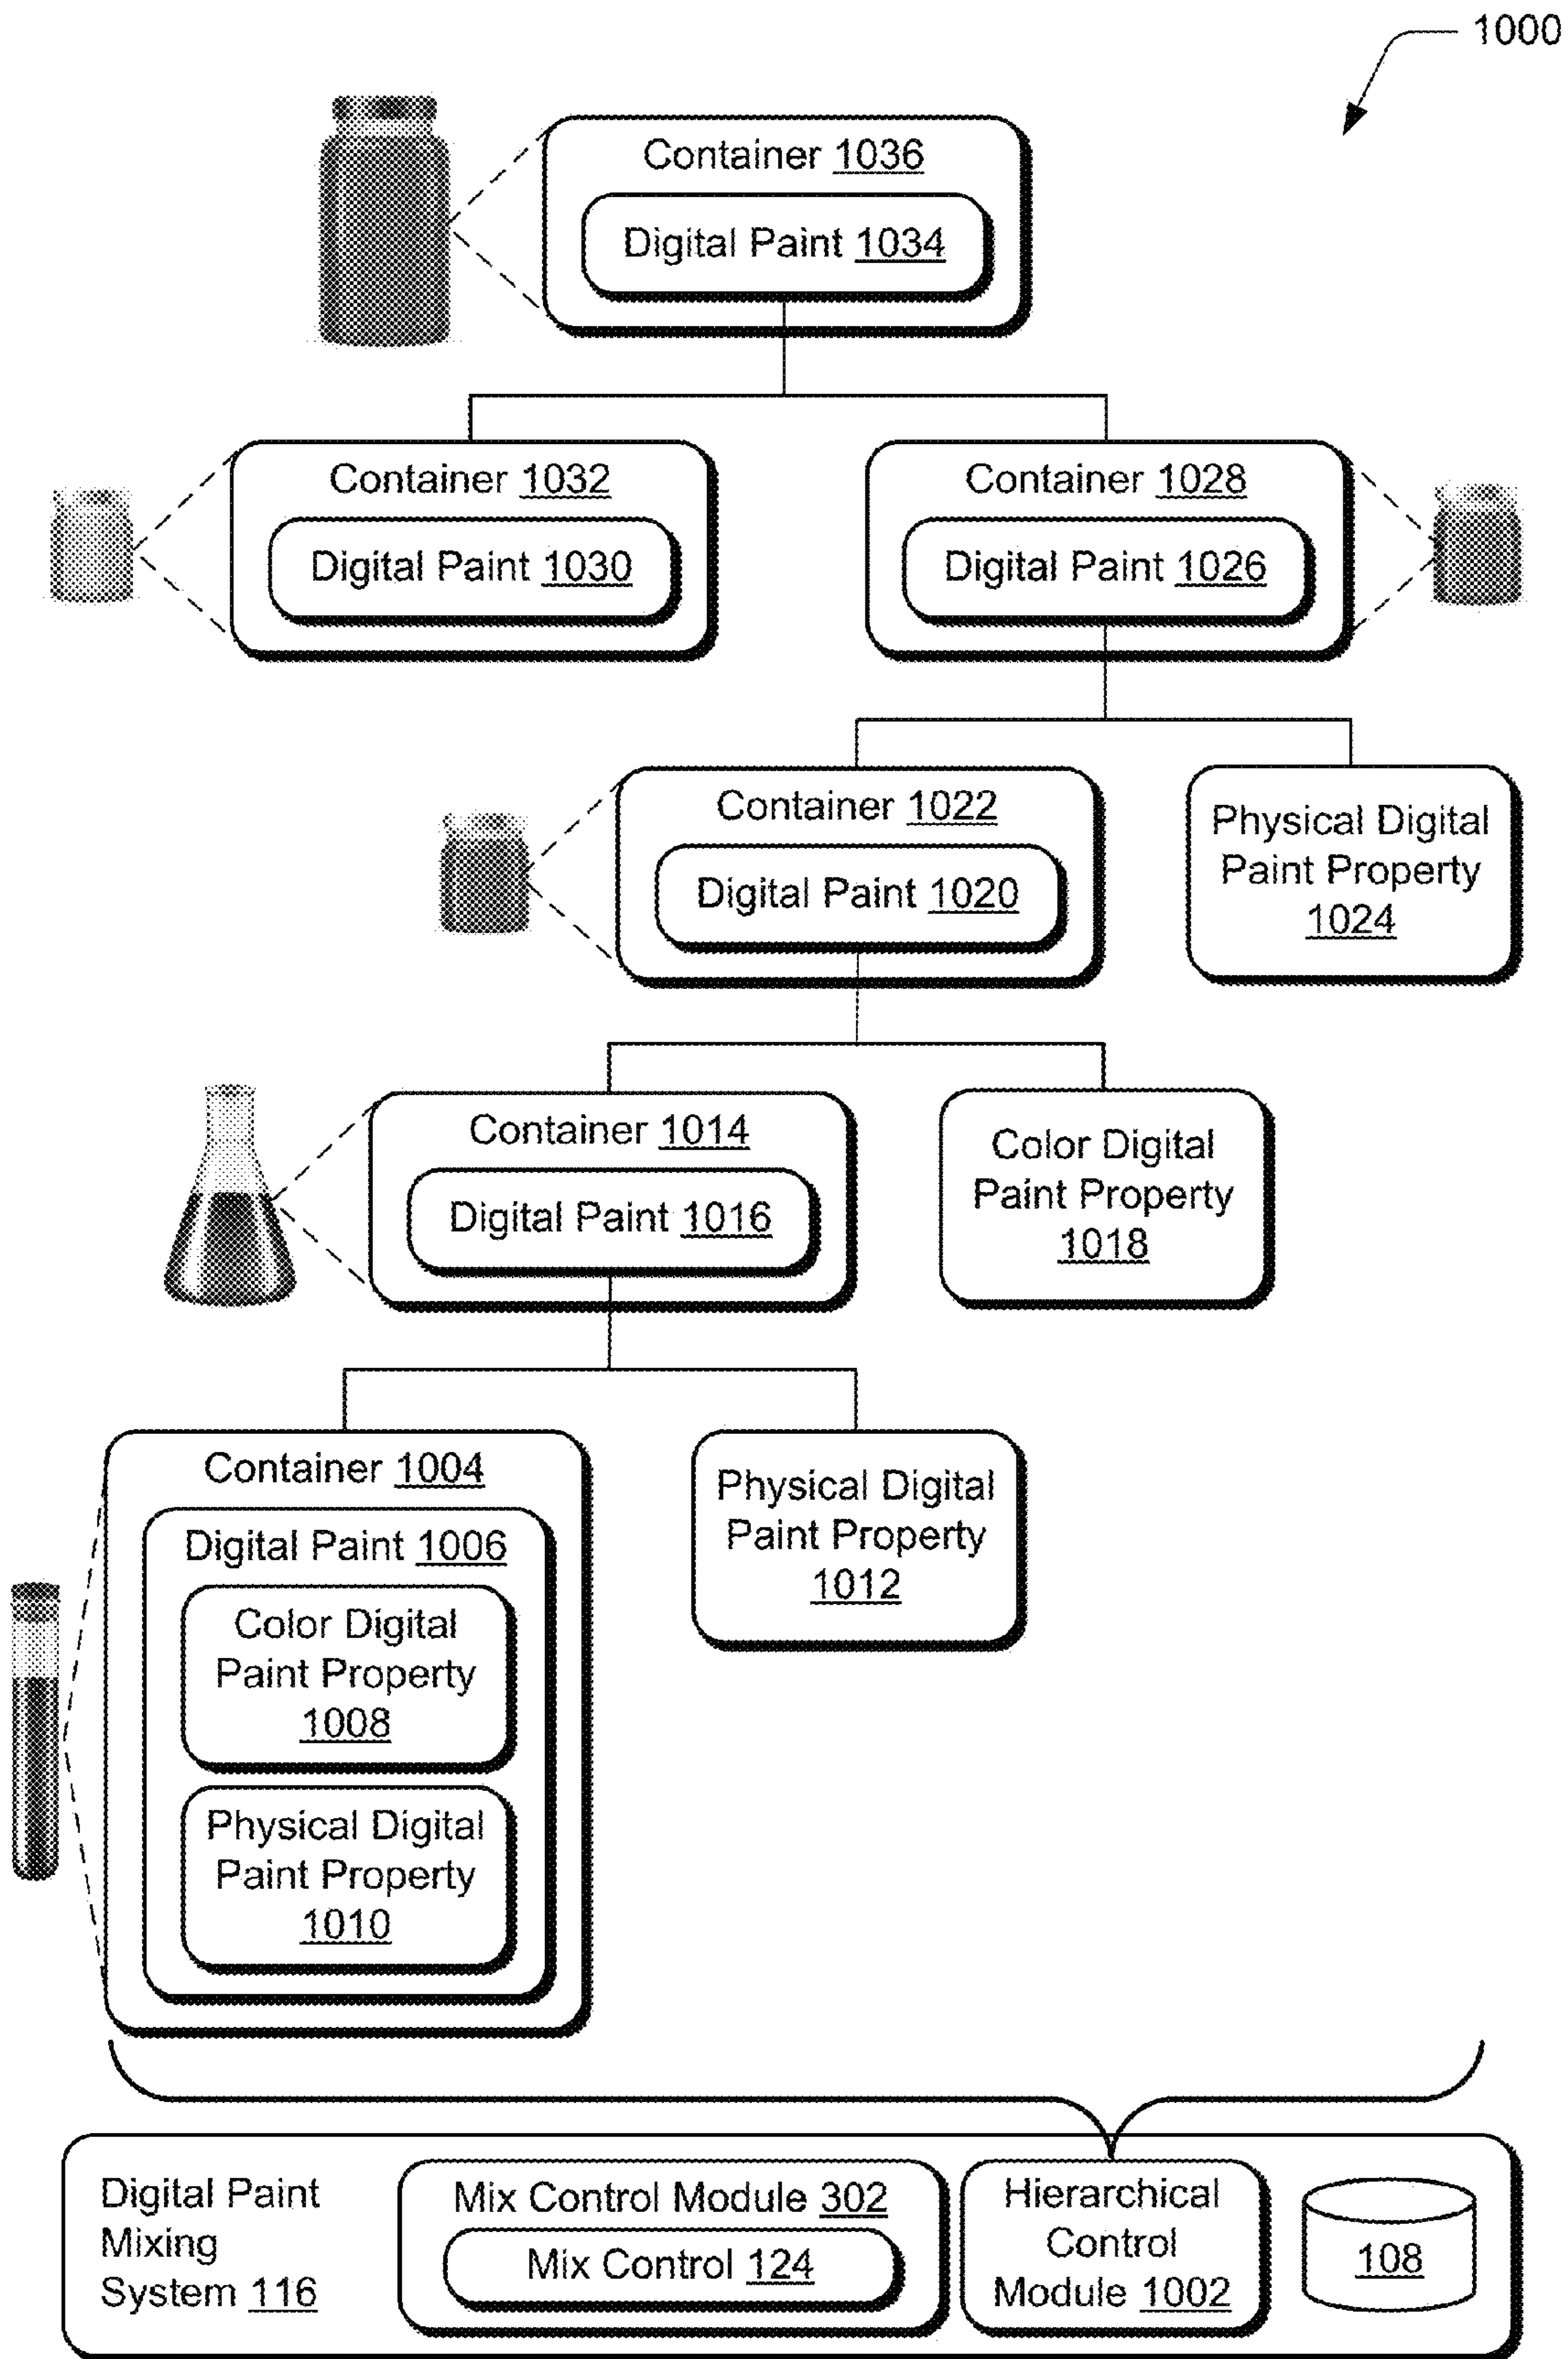 1000
Container 1036
Digital Paint 1034
Container 1032
Digital Paint 1030
Container 1028
Digital Paint 1026
Container 1022
Digital Paint 1020
Physical Digital
Paint Property
1024
Container 1014
Digital Paint 1016
Color Digital
Paint Property
1018
Container 1004
Digital Paint 1006
Color Digital
Paint Property
1008
Physical Digital
Paint Property
1010
Physical Digital
Paint Property
1012
Digital Paint
Mixing
System 116
Mix Control Module 302
Mix Control 124
Hierarchical
Control
Module 1002
108